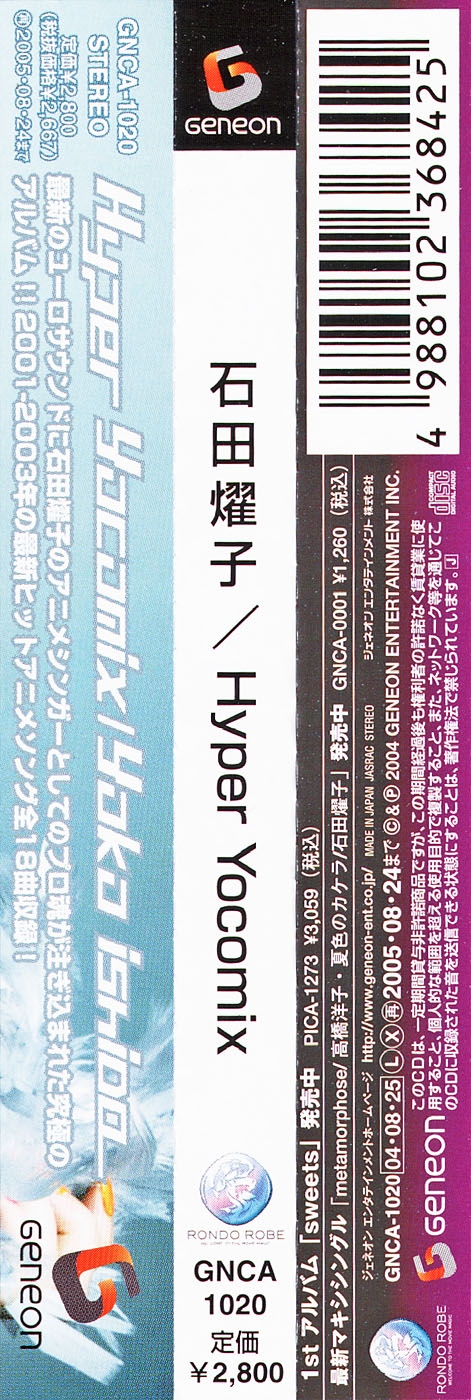 GNCA-1020
STEREO
定価¥2,800
(税抜価格¥2,667)
2005・08・24まで
Hyper Yocomix / Yoko Ishida
最新のユーロサウンドに石田燿子のアニメシンガーとしてのプロ魂が注ぎ込まれた究極の
アルバム!! 2001-2003年の最新ヒットアニメソング全18曲収録!!
Geneon
Geneon
石田燿子/Hyper Yocomix
RONDO ROBE
GNCA
1020
定価
¥2,800
4 988102 368425
1st アルバム「sweets」発売中 PICA-1273 ¥3,059 (税込)
最新マキシシングル「metamorphose/高橋洋子・夏色のカケラ/石田燿子」発売中 GNCA-0001 ¥1,260 (税込)
ジェネオン エンタテインメントホームページ http://www.geneon-ent.co.jp/ MADE IN JAPAN JASRAC STEREO ジェネオン エンタテインメント 株式会社
GNCA-1020 04・08・25 Ⓛ Ⓧ �
2005・08・24まで © & Ⓟ 2004 GENEON ENTERTAINMENT INC.
このCDは、一定期間貸与非許諾商品ですが、この期間経過後も権利者の許諾なく賃貸業に使
用すること、個人的な範囲を超える使用目的で複製すること、また、ネットワーク等を通じてこ
のCDに収録された音を送信できる状態にすることは、著作権法で禁じられています。J
COMPACT
disc
DIGITAL AUDIO
Geneon
RONDO ROBE
WELCOME TO THE MOVIE MAGIC